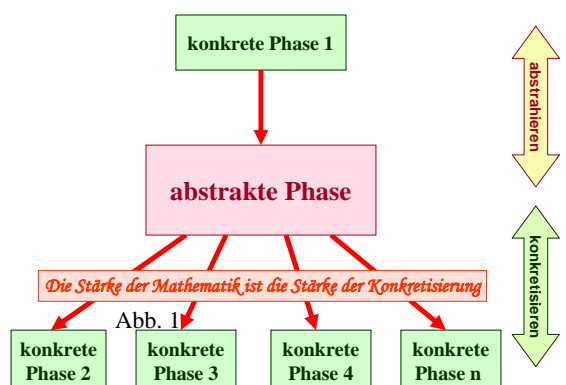 konkrete Phase 1
abstrahieren
abstrakte Phase
konkretisieren
Die Stärke der Mathematik ist die Stärke der Konkretisierung
Abb. 1
konkrete
Phase 2
konkrete
Phase 3
konkrete
Phase 4
konkrete
Phase n